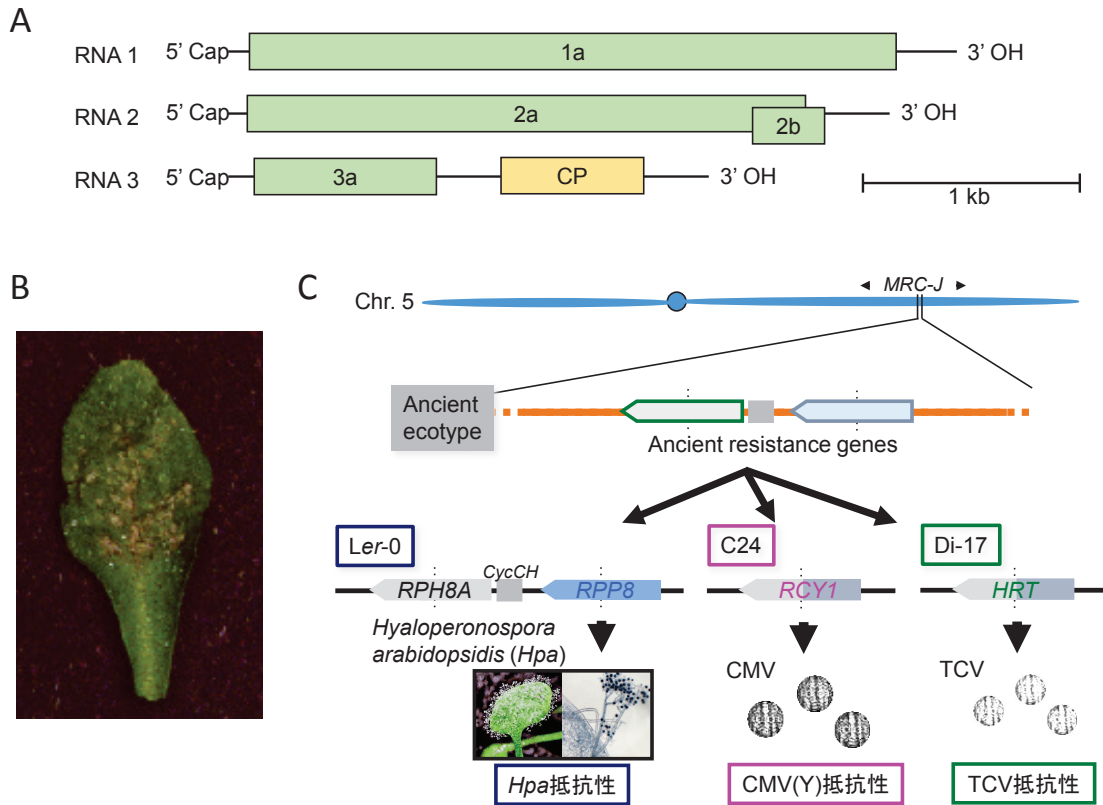 A
RNA 1 5’ Cap 1a 3’ OH
RNA 2 5’ Cap 2a 2b 3’ OH
RNA 3 5’ Cap 3a CP 3’ OH
1 kb
B
C
Chr. 5
MRC-J
Ancient
ecotype
Ancient resistance genes
Ler-0
C24
Di-17
RPH8A
CycCH
RPP8
RCY1
HRT
Hyaloperonospora
arabidopsidis (Hpa)
CMV
TCV
Hpa抵抗性
CMV(Y)抵抗性
TCV抵抗性